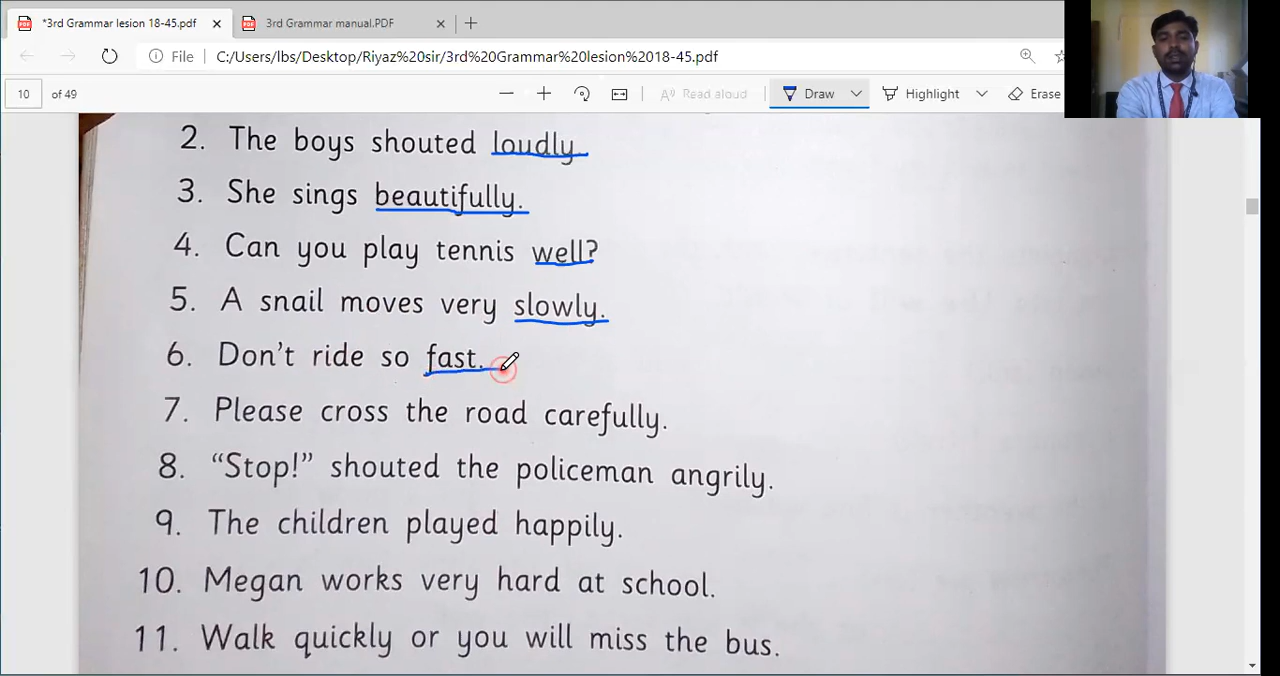 *3rd Grammar lesion 18-45.pdf
3rd Grammar manual.PDF
File C:/Users/lbs/Desktop/Riyaz%20sir/3rd%20Grammar%20lesion%2018-45.pdf
10 of 49 Read aloud Draw Highlight Erase
2. The boys shouted loudly
3. She sings beautifully.
4. Can you play tennis well?
5. A snail moves very slowly.
6. Don't ride so fast.
7. Please cross the road carefully.
8. “Stop!” shouted the policeman angrily.
9. The children played happily.
10. Megan works very hard at school.
11. Walk quickly or you will miss the bus.